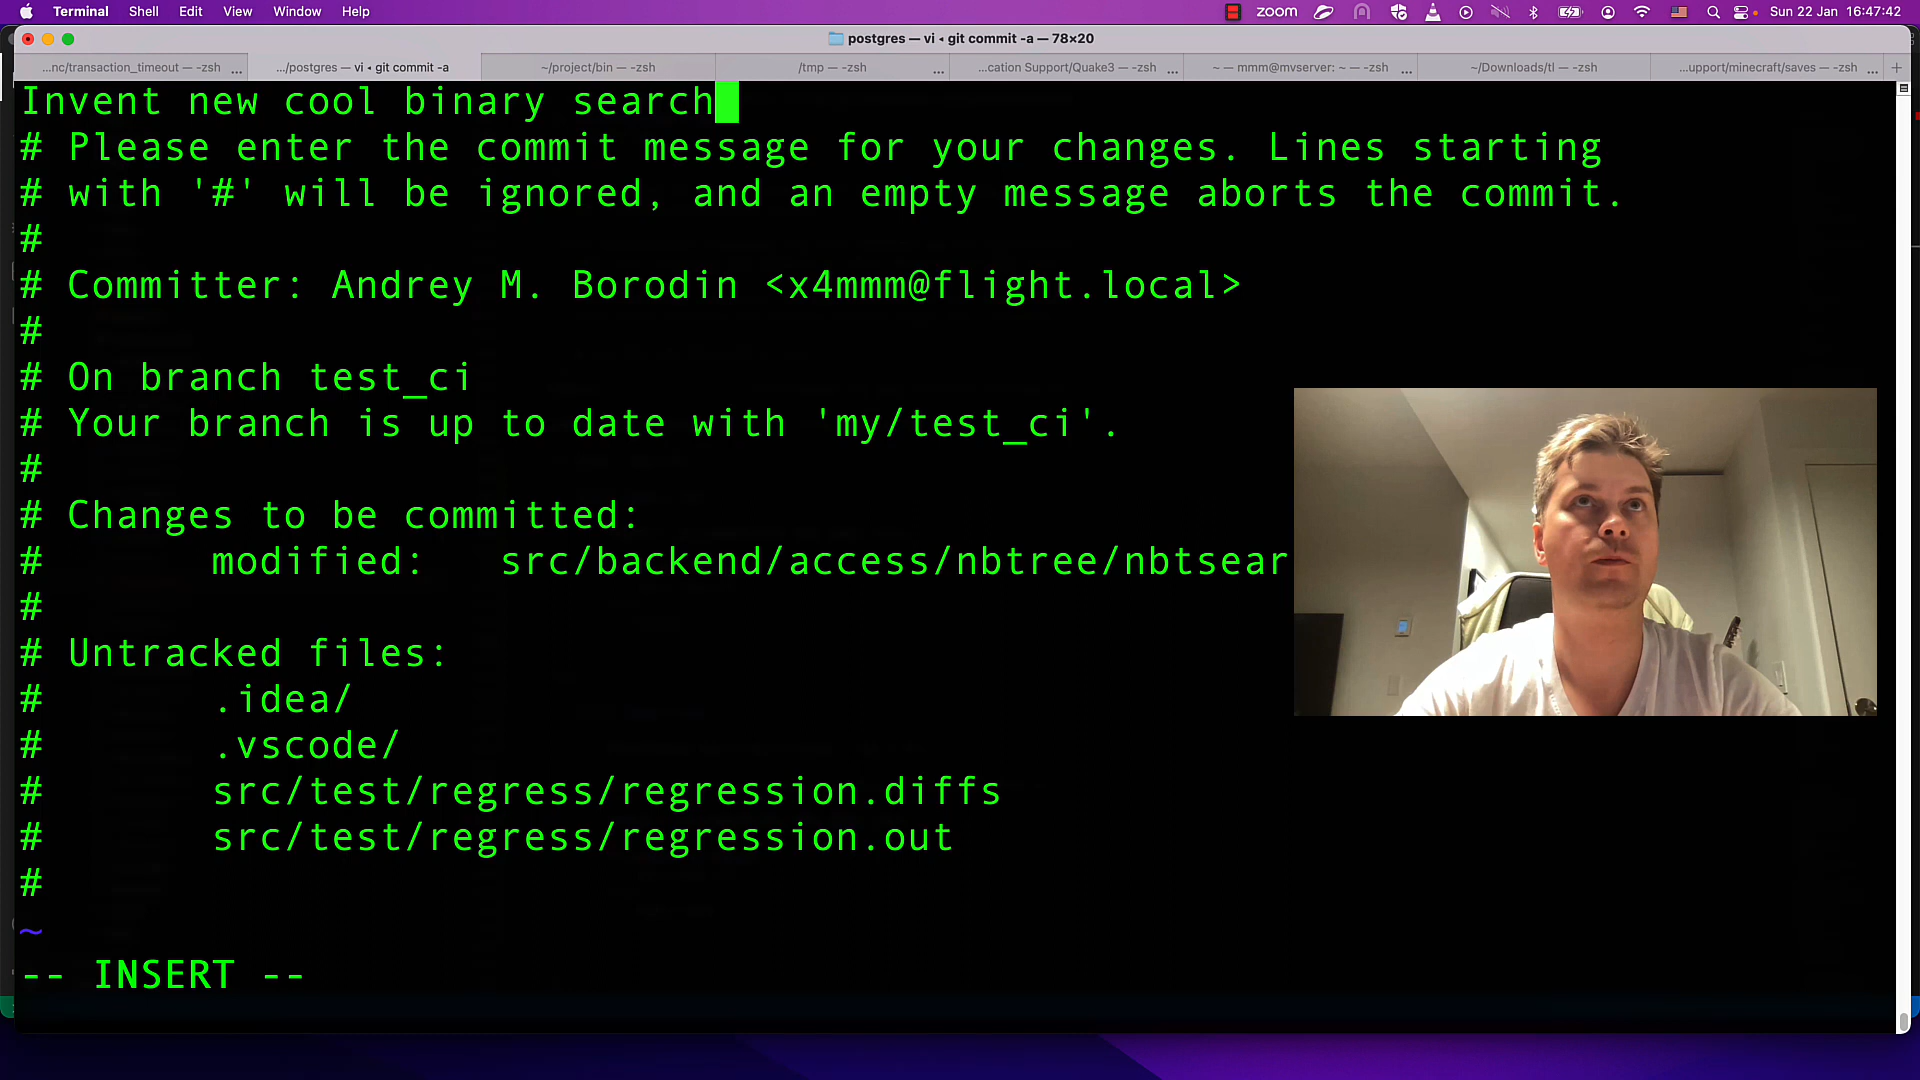 Terminal Shell Edit View Window Help zoom Sun 22 Jan 16:47:42
postgres — vi ◂ git commit -a — 78×20
...nc/transaction_timeout — -zsh ... .../postgres — vi ◂ git commit -a ~/project/bin — -zsh /tmp — -zsh ... ...cation Support/Quake3 — -zsh ... ~ — mmm@mvserver: ~ — -zsh ... ~/Downloads/tl — -zsh ...upport/minecraft/saves — -zsh ... +
Invent new cool binary search
# Please enter the commit message for your changes. Lines starting
# with '#' will be ignored, and an empty message aborts the commit.
#
# Committer: Andrey M. Borodin <x4mmm@flight.local>
#
# On branch test_ci
# Your branch is up to date with 'my/test_ci'.
#
# Changes to be committed:
# modified: src/backend/access/nbtree/nbtsear
#
# Untracked files:
# .idea/
# .vscode/
# src/test/regress/regression.diffs
# src/test/regress/regression.out
#
~
-- INSERT --